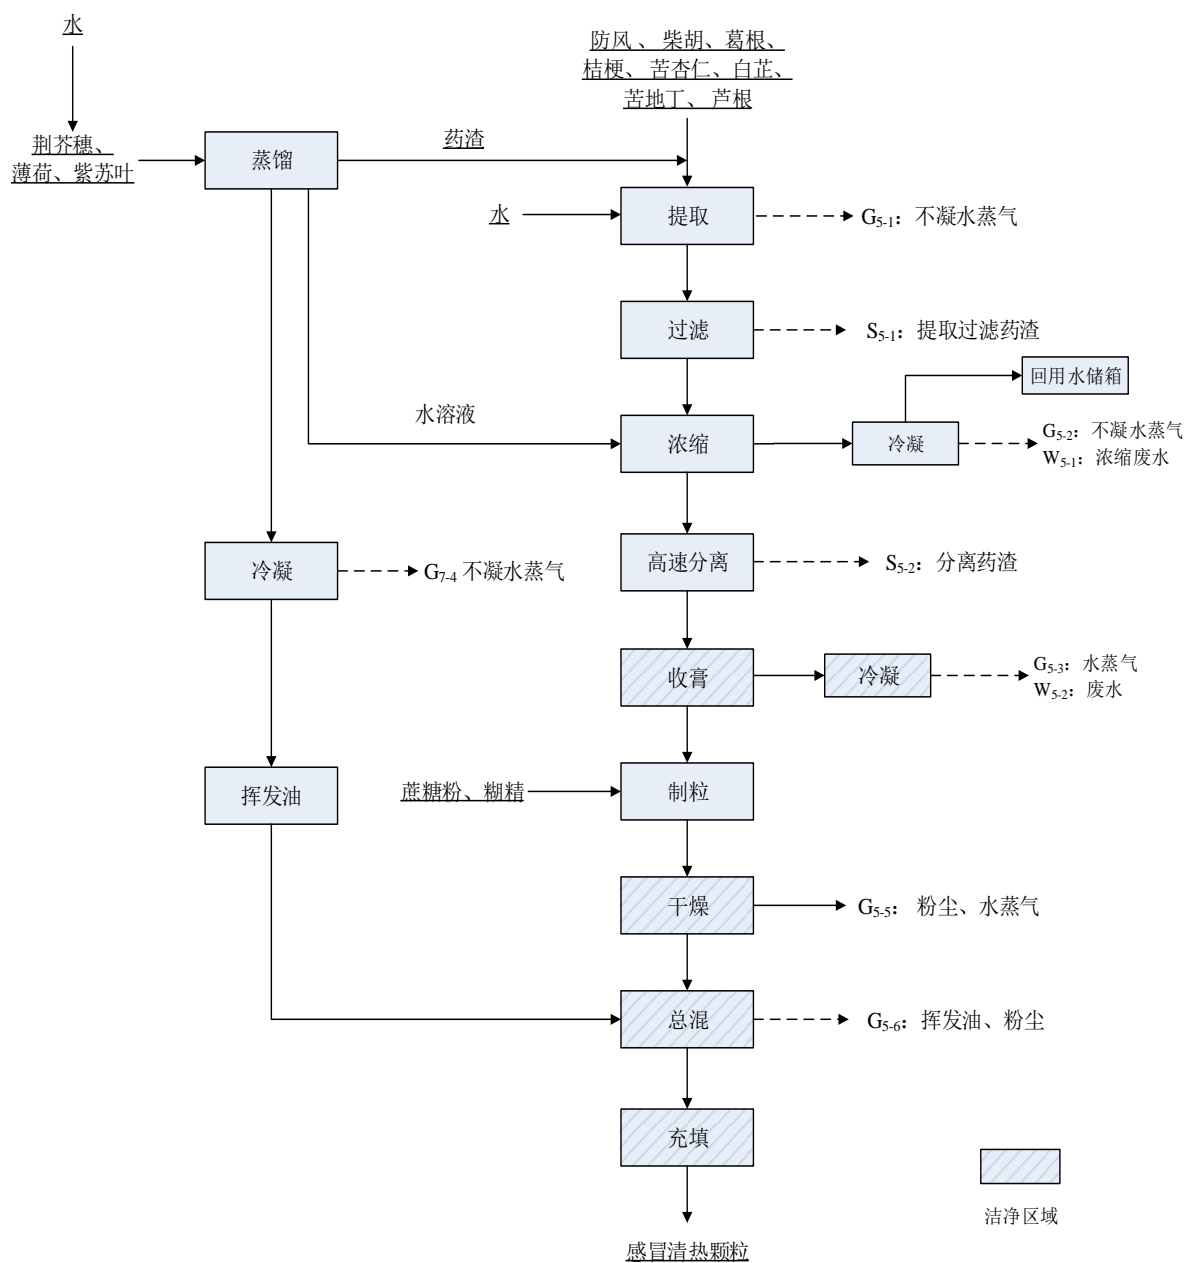 水
防风、柴胡、葛根、
桔梗、苦杏仁、白芷、
苦地丁、芦根
荆芥穗、
薄荷、紫苏叶
蒸馏
药渣
水
提取
G5-1：不凝水蒸气
过滤
S5-1：提取过滤药渣
回用水储箱
水溶液
浓缩
冷凝
G5-2：不凝水蒸气
W5-1：浓缩废水
冷凝
G7-4 不凝水蒸气
高速分离
S5-2：分离药渣
收膏
冷凝
G5-3：水蒸气
W5-2：废水
挥发油
蔗糖粉、糊精
制粒
干燥
G5-5： 粉尘、水蒸气
总混
G5-6：挥发油、粉尘
充填
洁净区域
感冒清热颗粒